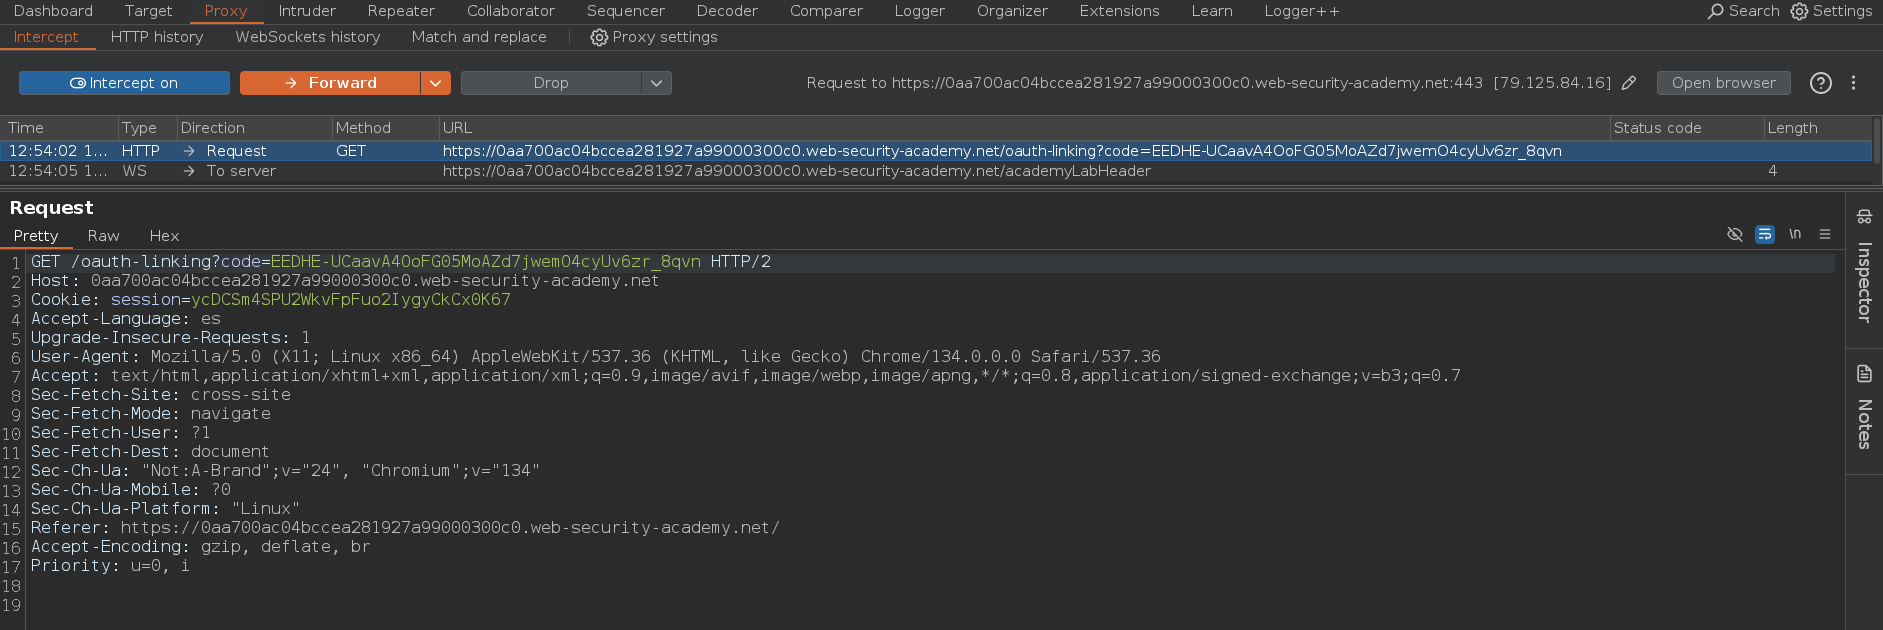 Dashboard Target Proxy Intruder Repeater Collaborator Sequencer Decoder Comparer Logger Organizer Extensions Learn Logger++ Search Settings
Intercept HTTP history WebSockets history Match and replace Proxy settings
Intercept on Forward Drop Request to https://0aa700ac04bccea281927a99000300c0.web-security-academy.net:443 [79.125.84.16] Open browser ?
Time Type Direction Method URL Status code Length
12:54:02 1... HTTP → Request GET https://0aa700ac04bccea281927a99000300c0.web-security-academy.net/oauth-linking?code=EEDHE-UCaavA4OoFG05MoAZd7jwemO4cyUv6zr_8qvn
12:54:05 1... WS → To server https://0aa700ac04bccea281927a99000300c0.web-security-academy.net/academyLabHeader 4
Request
Pretty Raw Hex \n
1 GET /oauth-linking?code=EEDHE-UCaavA4OoFG05MoAZd7jwemO4cyUv6zr_8qvn HTTP/2
2 Host: 0aa700ac04bccea281927a99000300c0.web-security-academy.net
3 Cookie: session=ycDCSm4SPU2WkvFpFuo2IygyCkCx0K67
4 Accept-Language: es
5 Upgrade-Insecure-Requests: 1
6 User-Agent: Mozilla/5.0 (X11; Linux x86_64) AppleWebKit/537.36 (KHTML, like Gecko) Chrome/134.0.0.0 Safari/537.36
7 Accept: text/html,application/xhtml+xml,application/xml;q=0.9,image/avif,image/webp,image/apng,*/*;q=0.8,application/signed-exchange;v=b3;q=0.7
8 Sec-Fetch-Site: cross-site
9 Sec-Fetch-Mode: navigate
10 Sec-Fetch-User: ?1
11 Sec-Fetch-Dest: document
12 Sec-Ch-Ua: "Not:A-Brand";v="24", "Chromium";v="134"
13 Sec-Ch-Ua-Mobile: ?0
14 Sec-Ch-Ua-Platform: "Linux"
15 Referer: https://0aa700ac04bccea281927a99000300c0.web-security-academy.net/
16 Accept-Encoding: gzip, deflate, br
17 Priority: u=0, i
18
19
Inspector
Notes